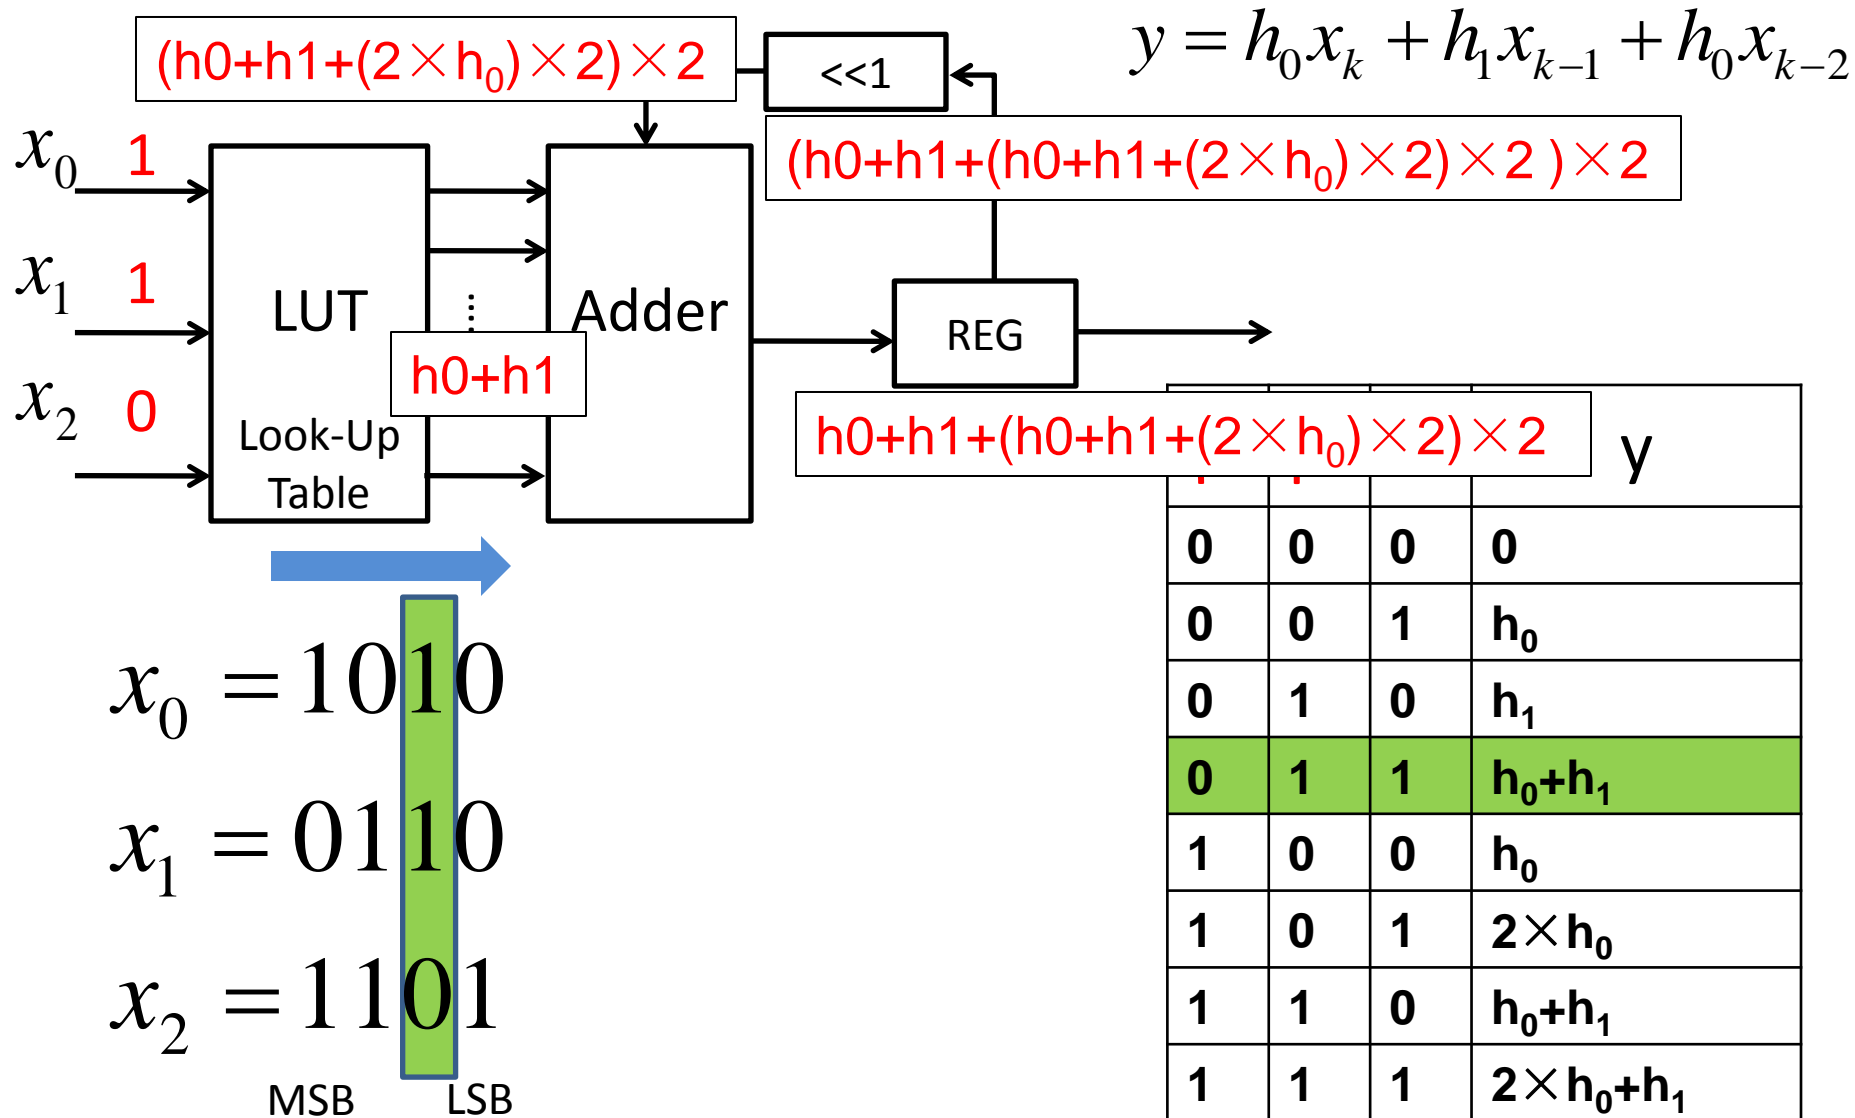 (h0+h1+(2×h₀)×2)×2
<<1
y = h₀xₖ + h₁xₖ₋₁ + h₀xₖ₋₂
x₀ 1
(h0+h1+(h0+h1+(2×h₀)×2)×2 )×2
x₁ 1
LUT
....
Adder
REG
h0+h1
x₂ 0
Look-Up
Table
h0+h1+(h0+h1+(2×h₀)×2)×2
y
0 0 0 0
0 0 1 h₀
0 1 0 h₁
0 1 1 h₀+h₁
1 0 0 h₀
1 0 1 2×h₀
1 1 0 h₀+h₁
1 1 1 2×h₀+h₁
x₀ = 1010
x₁ = 0110
x₂ = 1101
MSB LSB